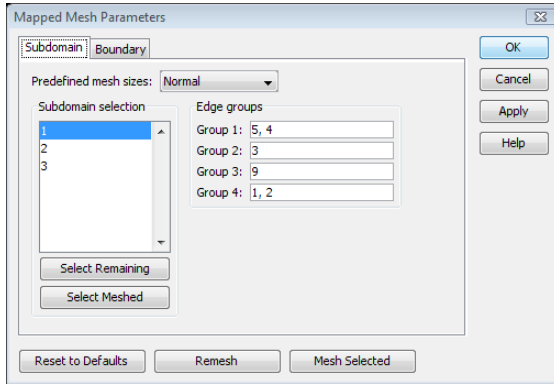 Mapped Mesh Parameters
Subdomain Boundary
OK
Predefined mesh sizes: Normal
Cancel
Subdomain selection
Edge groups
Apply
1
Group 1: 5, 4
2
Group 2: 3
Help
3
Group 3: 9
Group 4: 1, 2
Select Remaining
Select Meshed
Reset to Defaults
Remesh
Mesh Selected